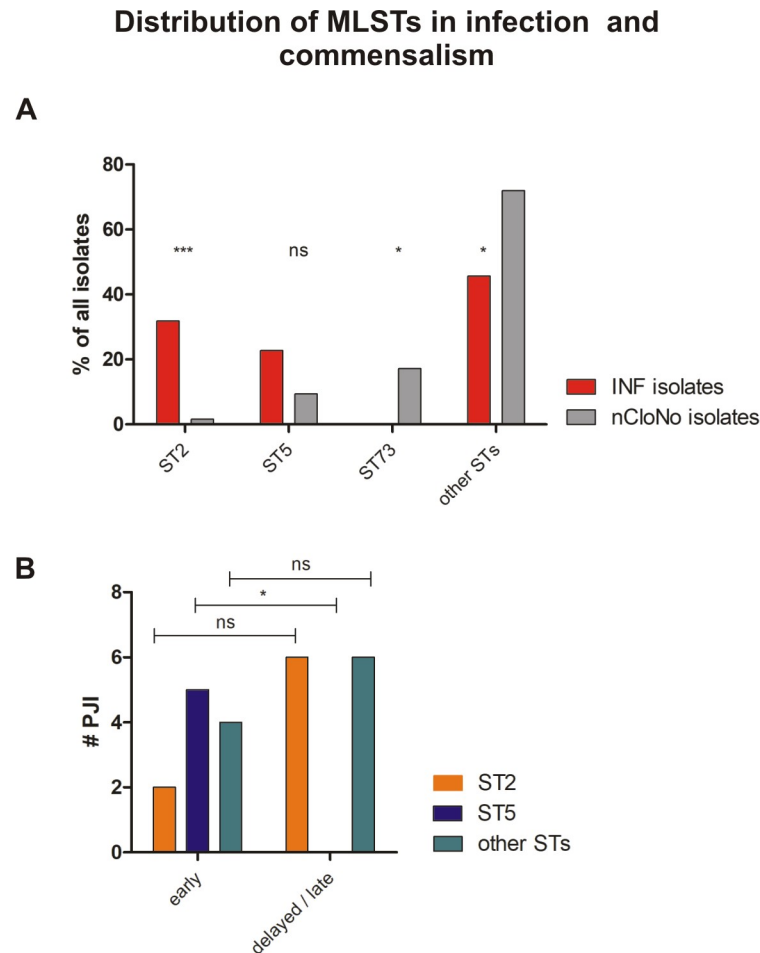 Distribution of MLSTs in infection and
commensalism
A
% of all isolates
80
60
40
20
0
***
ns
*
*
ST2
ST5
ST73
other STs
INF isolates
nCloNo isolates
B
# PJI
8
6
4
2
0
ns
*
ns
early
delayed / late
ST2
ST5
other STs